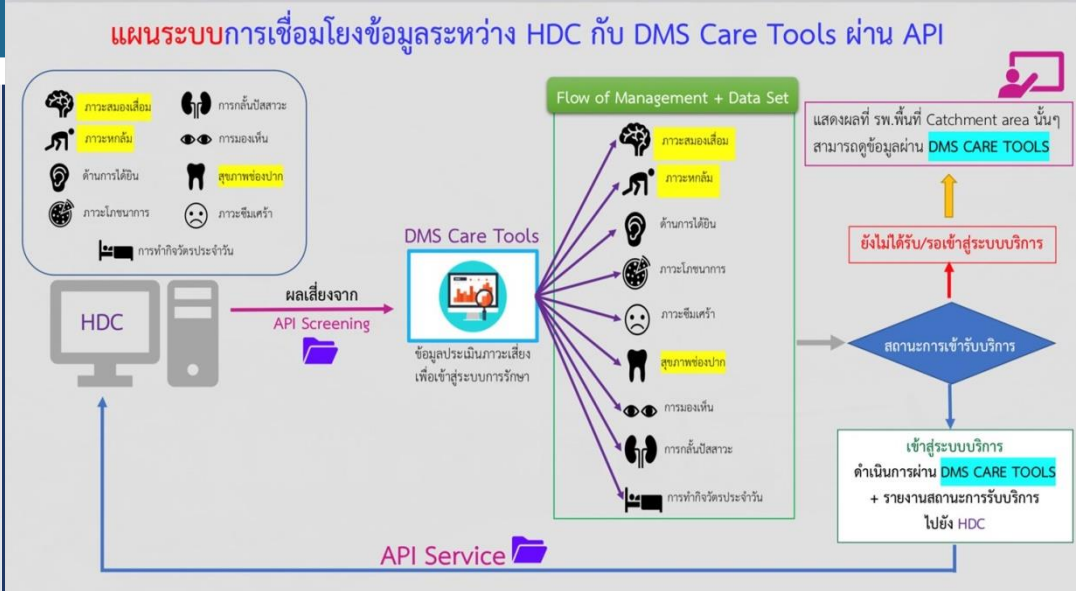 แผนระบบการเชื่อมโยงข้อมูลระหว่าง HDC กับ DMS Care Tools ผ่าน API
ภาวะสมองเสื่อม
การกลั้นปัสสาวะ
ภาวะหกล้ม
การมองเห็น
ด้านการได้ยิน
สุขภาพช่องปาก
ภาวะโภชนาการ
ภาวะซึมเศร้า
การทำกิจวัตรประจำวัน
HDC
ผลเสี่ยงจาก
API Screening
DMS Care Tools
ข้อมูลประเมินภาวะเสี่ยง
เพื่อเข้าสู่ระบบการรักษา
Flow of Management + Data Set
ภาวะสมองเสื่อม
ภาวะหกล้ม
ด้านการได้ยิน
ภาวะโภชนาการ
ภาวะซึมเศร้า
สุขภาพช่องปาก
การมองเห็น
การกลั้นปัสสาวะ
การทำกิจวัตรประจำวัน
แสดงผลที่ รพ.พื้นที่ Catchment area นั้นๆ
สามารถดูข้อมูลผ่าน DMS CARE TOOLS
ยังไม่ได้รับ/รอเข้าสู่ระบบบริการ
สถานะการเข้ารับบริการ
เข้าสู่ระบบบริการ
ดำเนินการผ่าน DMS CARE TOOLS
+ รายงานสถานะการรับบริการ
ไปยัง HDC
API Service